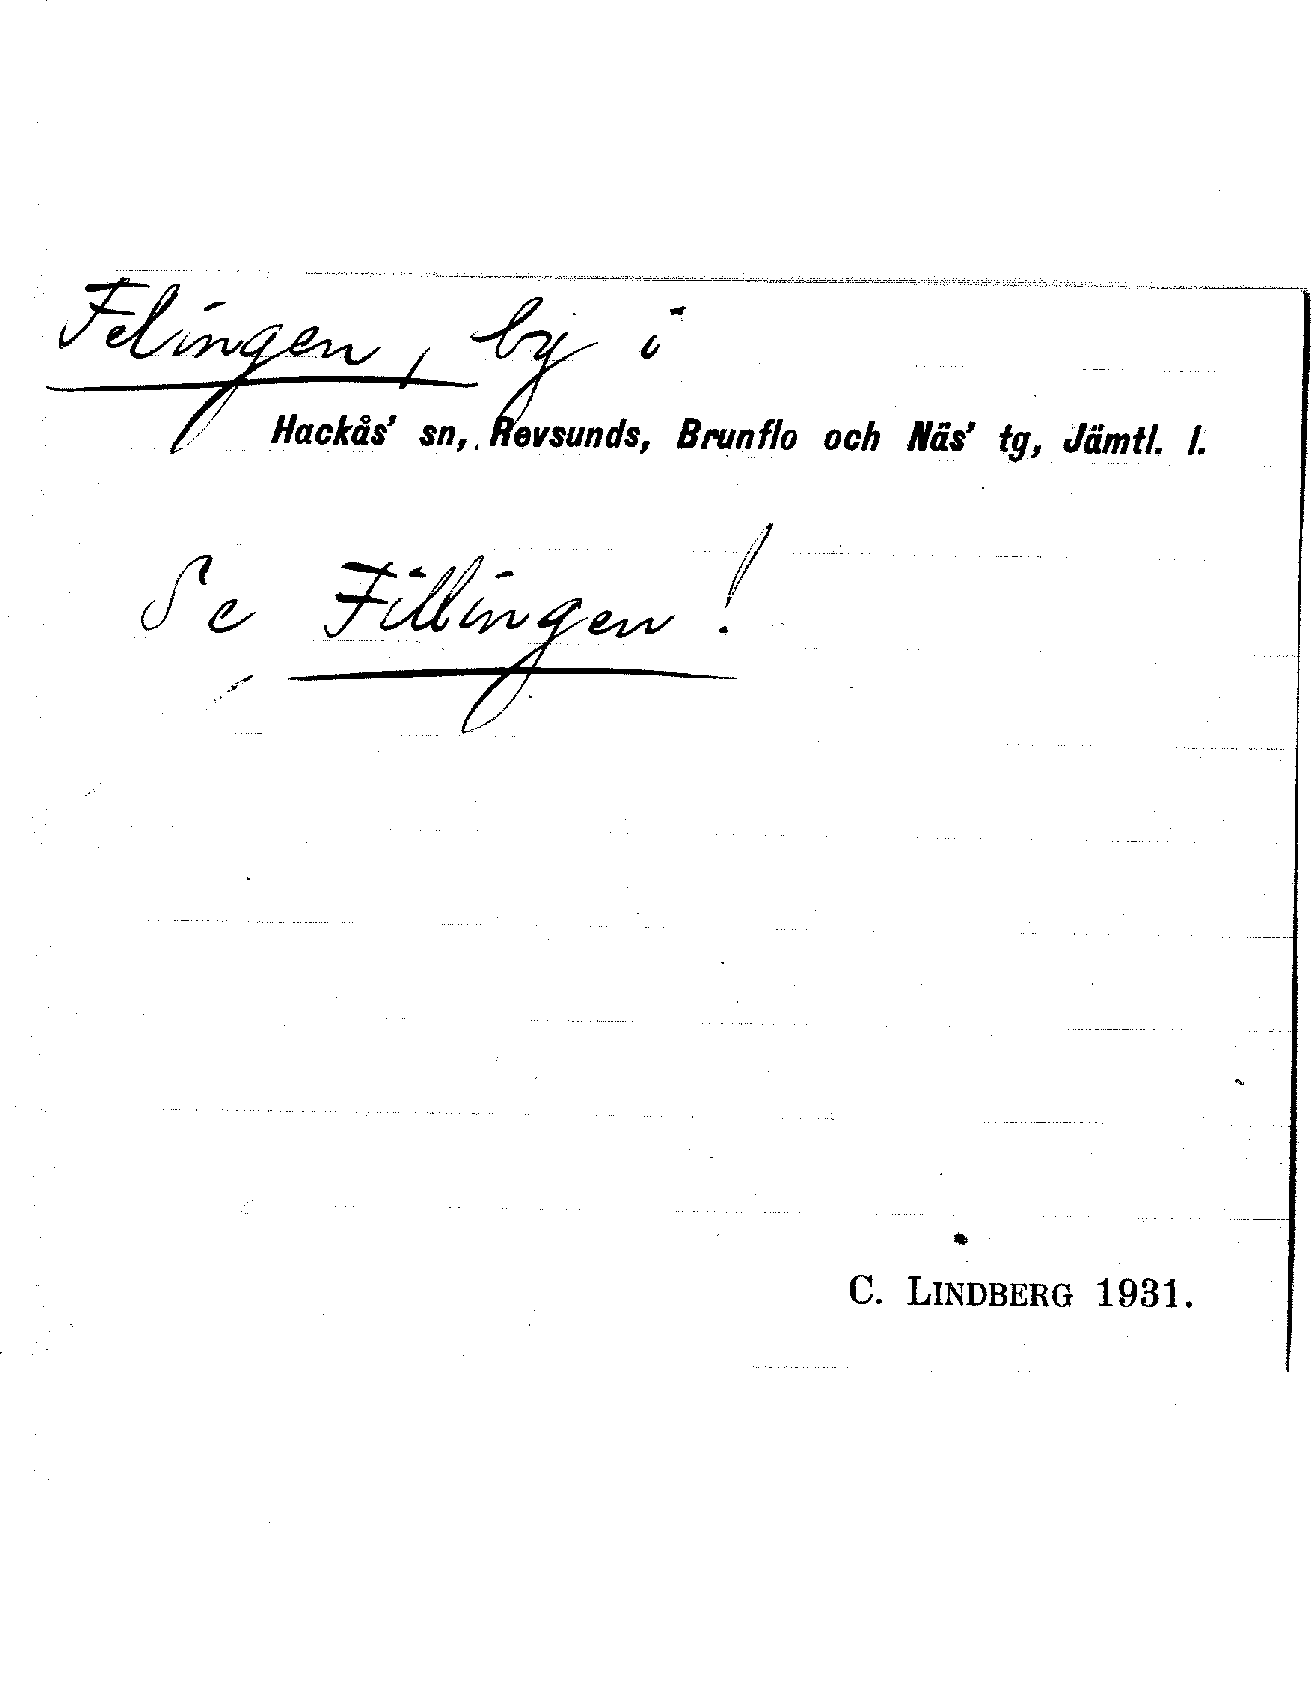 Felingen, by i
Hackås' sn, Revsunds, Brunflo och Näs' tg, Jämtl. l.
Se Fillingen!
C. LINDBERG 1931.